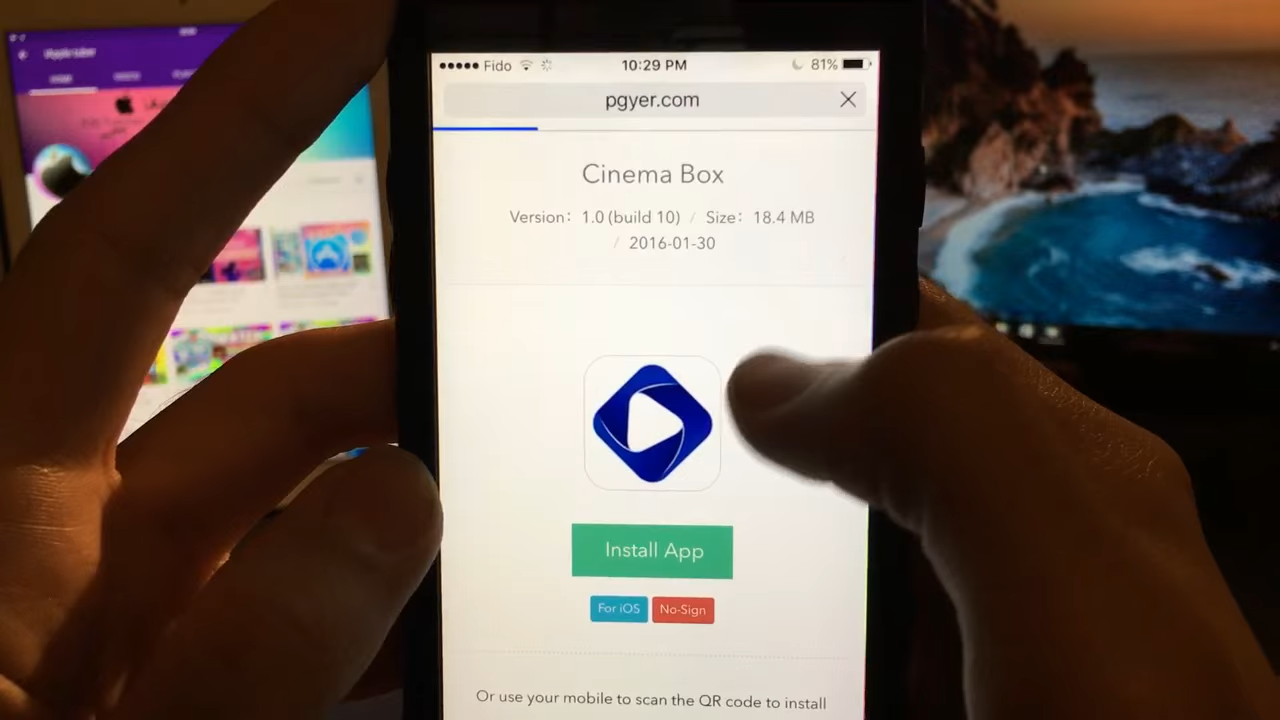 Fido
10:29 PM
81%
pgyer.com
Cinema Box
Version: 1.0 (build 10) / Size: 18.4 MB
/ 2016-01-30
Install App
For iOS
No-Sign
Or use your mobile to scan the QR code to install